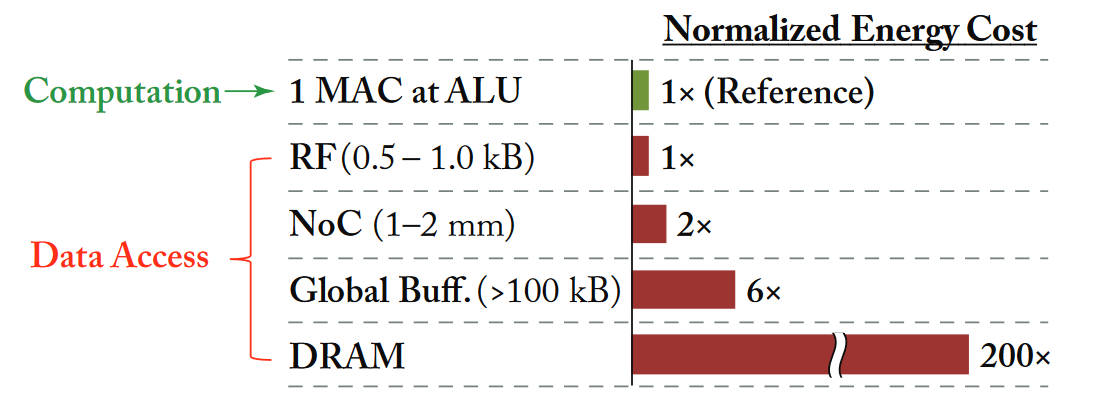 Normalized Energy Cost
Computation 1 MAC at ALU 1× (Reference)
RF (0.5 – 1.0 kB) 1×
NoC (1–2 mm) 2×
Data Access
Global Buff. (>100 kB) 6×
DRAM 200×